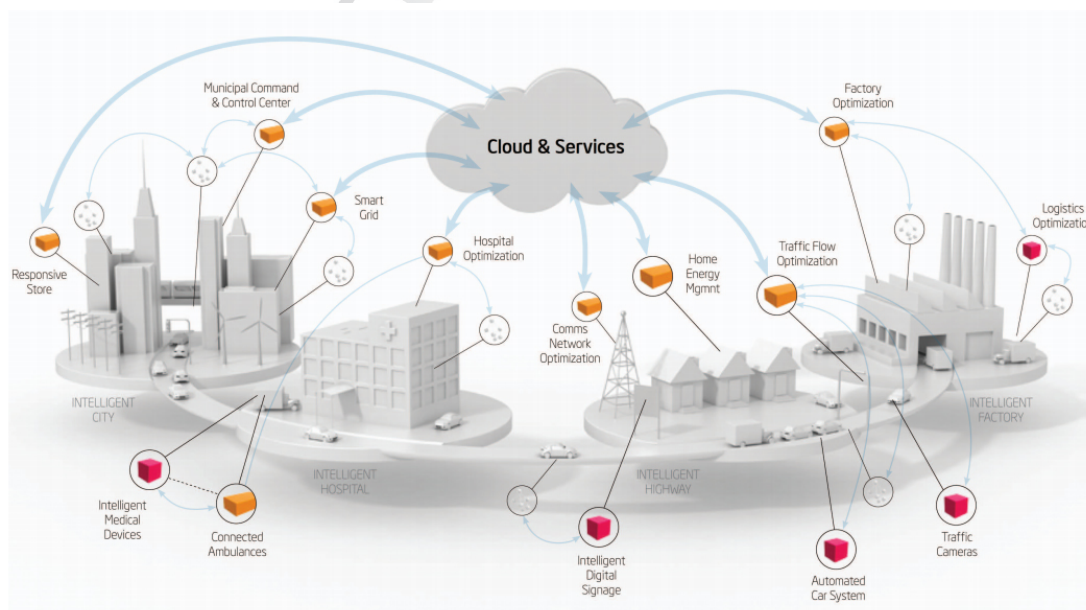 Municipal Command
& Control Center
Factory
Optimization
Cloud & Services
Smart
Grid
Logistics
Optimization
Responsive
Store
Hospital
Optimization
Home
Energy
Mgmnt
Traffic Flow
Optimization
Comms
Network
Optimization
INTELLIGENT
CITY
INTELLIGENT
FACTORY
INTELLIGENT
HOSPITAL
INTELLIGENT
HIGHWAY
Intelligent
Medical
Devices
Connected
Ambulances
Intelligent
Digital
Signage
Automated
Car System
Traffic
Cameras